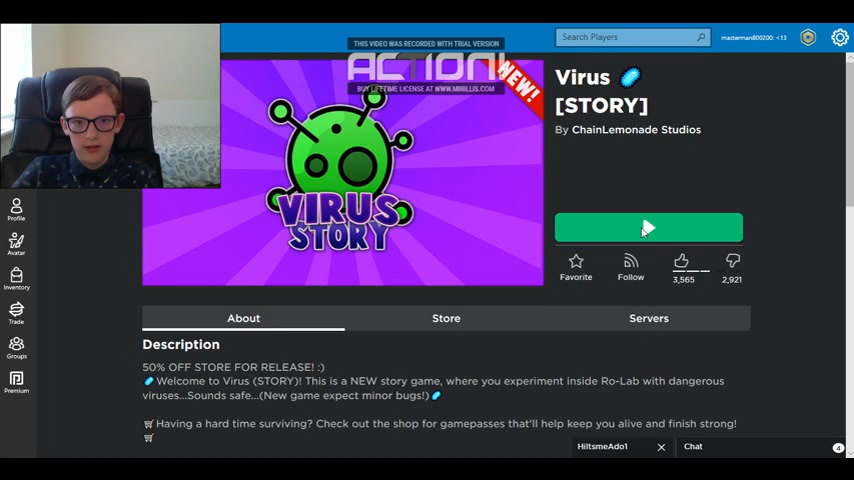 THIS VIDEO WAS RECORDED WITH TRIAL VERSION
ACTION!
BUY LIFETIME LICENSE AT WWW.MIRILLIS.COM
Search Players
masterman800200: <13
NEW!
VIRUS
STORY
Virus
[STORY]
By ChainLemonade Studios
Favorite
Follow
3,565
2,921
Profile
Avatar
Inventory
Trade
Groups
Premium
About
Store
Servers
Description
50% OFF STORE FOR RELEASE! :)
Welcome to Virus (STORY)! This is a NEW story game, where you experiment inside Ro-Lab with dangerous
viruses...Sounds safe...(New game expect minor bugs!)
Having a hard time surviving? Check out the shop for gamepasses that'll help keep you alive and finish strong!
HiltsmeAdo1
Chat
4